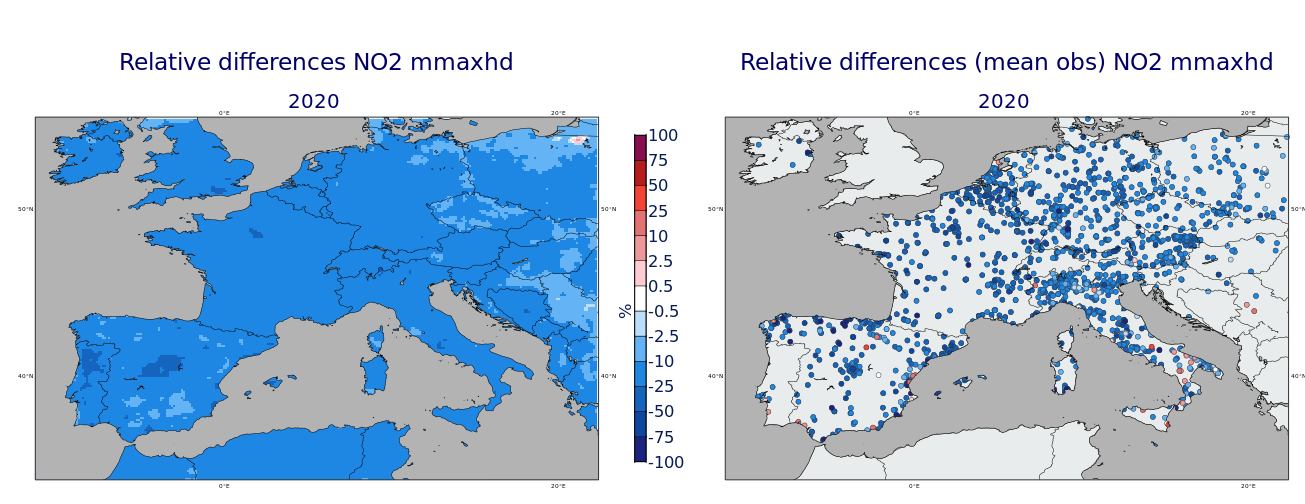 Relative differences NO2 mmaxhd
2020
0°E 20°E
50°N 50°N
40°N 40°N
0°E 20°E
%
100
75
50
25
10
2.5
0.5
-0.5
-2.5
-10
-25
-50
-75
-100
Relative differences (mean obs) NO2 mmaxhd
2020
0°E 20°E
50°N 50°N
40°N 40°N
0°E 20°E